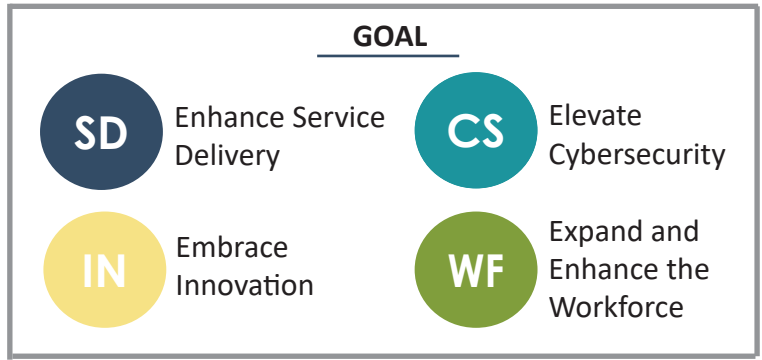 GOAL
SD
Enhance Service
Delivery
CS
Elevate
Cybersecurity
IN
Embrace
Innovation
WF
Expand and
Enhance the
Workforce